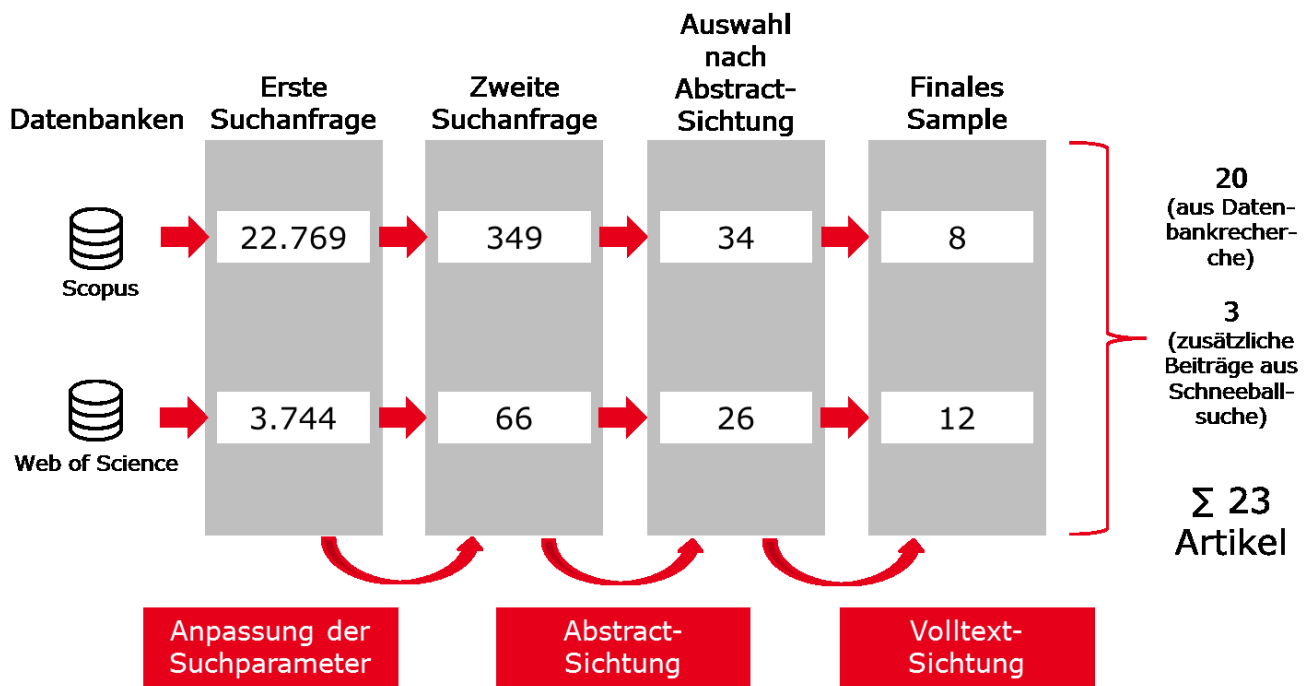 Datenbanken
Erste
Suchanfrage
Zweite
Suchanfrage
Auswahl
nach
Abstract-
Sichtung
Finales
Sample
Scopus
22.769
349
34
8
Web of Science
3.744
66
26
12
20
(aus Daten-
bankrecher-
che)
3
(zusätzliche
Beiträge aus
Schneeball-
suche)
Σ 23
Artikel
Anpassung der
Suchparameter
Abstract-
Sichtung
Volltext-
Sichtung